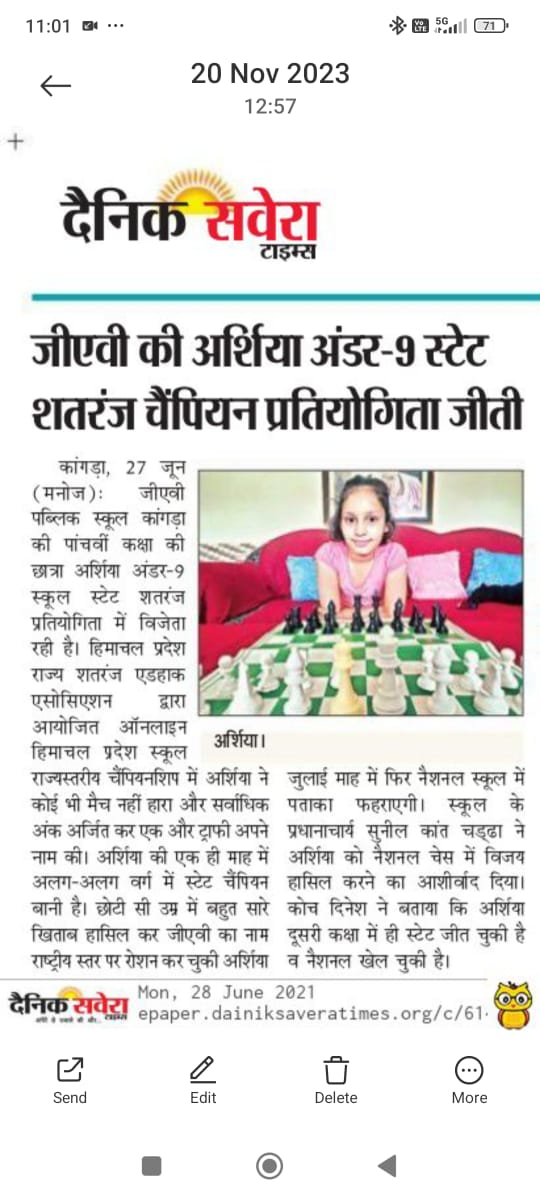 11:01 ...
5G
Vo
LTE
71
20 Nov 2023
12:57
दैनिक सवेरा
टाइम्स
जीएवी की अर्शिया अंडर-9 स्टेट
शतरंज चैंपियन प्रतियोगिता जीती
कांगड़ा, 27 जून
(मनोज): जीएवी
पब्लिक स्कूल कांगड़ा
की पांचवीं कक्षा की
छात्रा अर्शिया अंडर-9
स्कूल स्टेट शतरंज
प्रतियोगिता में विजेता
रही है। हिमाचल प्रदेश
राज्य शतरंज एडहाक
एसोसिएशन द्वारा
आयोजित ऑनलाइन
हिमाचल प्रदेश स्कूल
राज्यस्तरीय चैंपियनशिप में अर्शिया ने
कोई भी मैच नहीं हारा और सर्वाधिक
अंक अर्जित कर एक और ट्राफी अपने
नाम की। अर्शिया की एक ही माह में
अलग-अलग वर्ग में स्टेट चैंपियन
बानी है। छोटी सी उम्र में बहुत सारे
खिताब हासिल कर जीएवी का नाम
राष्ट्रीय स्तर पर रोशन कर चुकी अर्शिया
अर्शिया।
जुलाई माह में फिर नैशनल स्कूल में
पताका फहराएगी। स्कूल के
प्रधानाचार्य सुनील कांत चड्ढा ने
अर्शिया को नैशनल चेस में विजय
हासिल करने का आशीर्वाद दिया।
कोच दिनेश ने बताया कि अर्शिया
दूसरी कक्षा में ही स्टेट जीत चुकी है
व नैशनल खेल चुकी है।
दैनिक सवेरा
टाइम्स
Mon, 28 June 2021
epaper.dainiksaveratimes.org/c/61
Send
Edit
Delete
More